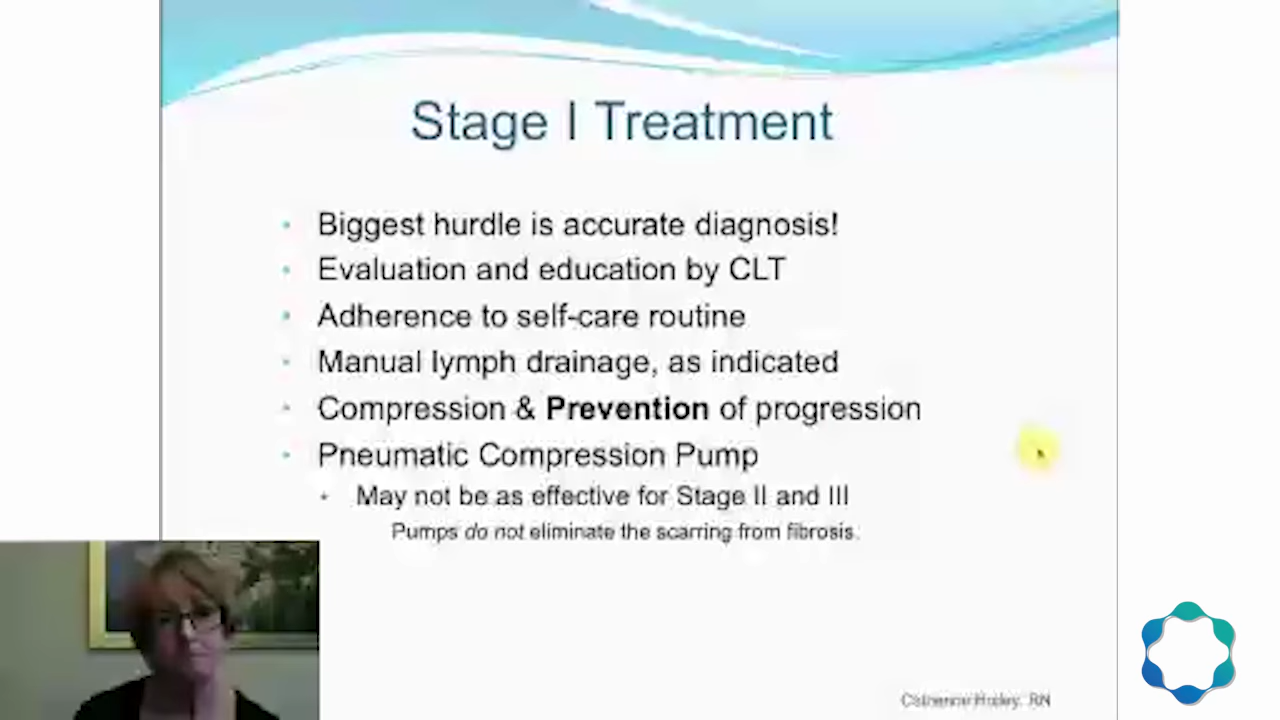 Stage I Treatment
Biggest hurdle is accurate diagnosis!
Evaluation and education by CLT
Adherence to self-care routine
Manual lymph drainage, as indicated
Compression & Prevention of progression
Pneumatic Compression Pump
May not be as effective for Stage II and III
Pumps do not eliminate the scarring from fibrosis.
RN